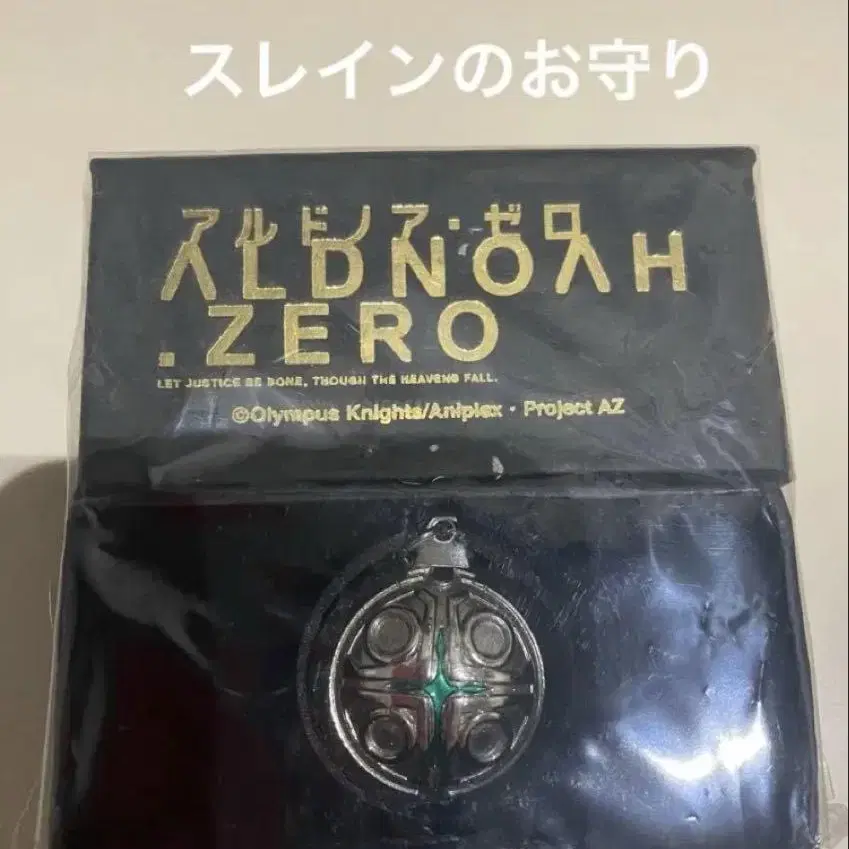 スレインのお守り
アルドノア・ゼロ
ALDNOAH
.ZERO
LET JUSTICE BE DONE, THOUGH THE HEAVENS FALL.
©Olympus Knights/Aniplex・Project AZ